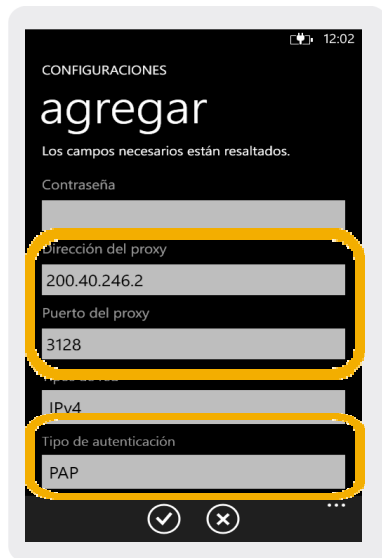 12:02
CONFIGURACIONES
agregar
Los campos necesarios están resaltados.
Contraseña
Dirección del proxy
200.40.246.2
Puerto del proxy
3128
IPv4
Tipo de autenticación
PAP
...